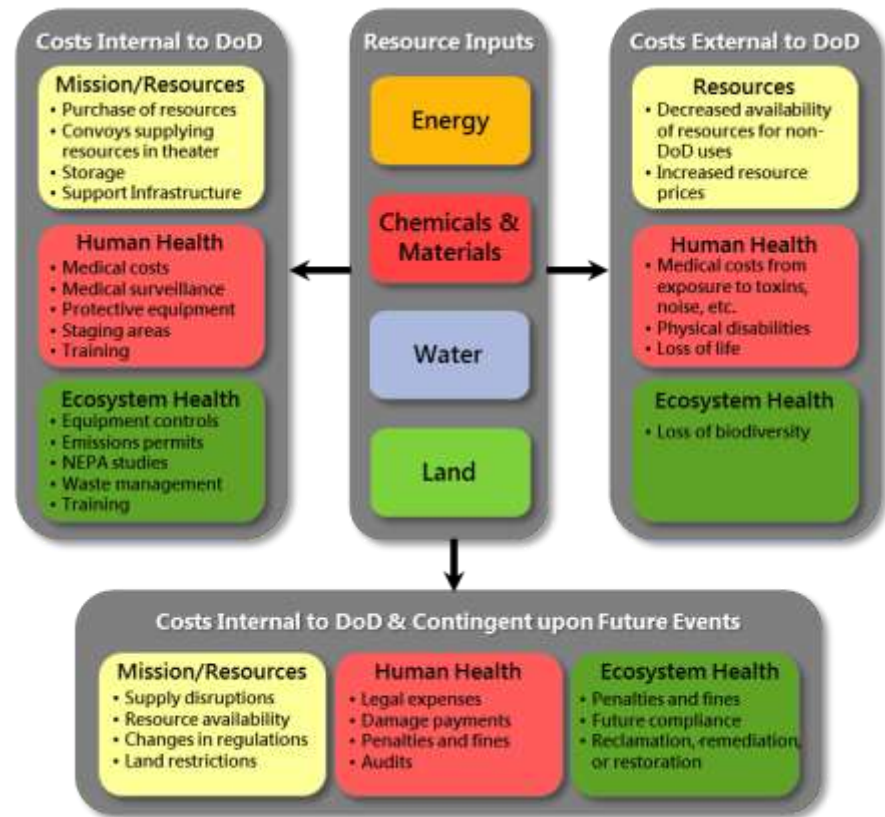 Costs Internal to DoD
Mission/Resources
• Purchase of resources
• Convoys supplying
resources in theater
• Storage
• Support Infrastructure
Human Health
• Medical costs
• Medical surveillance
• Protective equipment
• Staging areas
• Training
Ecosystem Health
• Equipment controls
• Emissions permits
• NEPA studies
• Waste management
• Training
Resource Inputs
Energy
Chemicals &
Materials
Water
Land
Costs External to DoD
Resources
• Decreased availability
of resources for non-
DoD uses
• Increased resource
prices
Human Health
• Medical costs from
exposure to toxins,
noise, etc.
• Physical disabilities
• Loss of life
Ecosystem Health
• Loss of biodiversity
Costs Internal to DoD & Contingent upon Future Events
Mission/Resources
• Supply disruptions
• Resource availability
• Changes in regulations
• Land restrictions
Human Health
• Legal expenses
• Damage payments
• Penalties and fines
• Audits
Ecosystem Health
• Penalties and fines
• Future compliance
• Reclamation, remediation,
or restoration